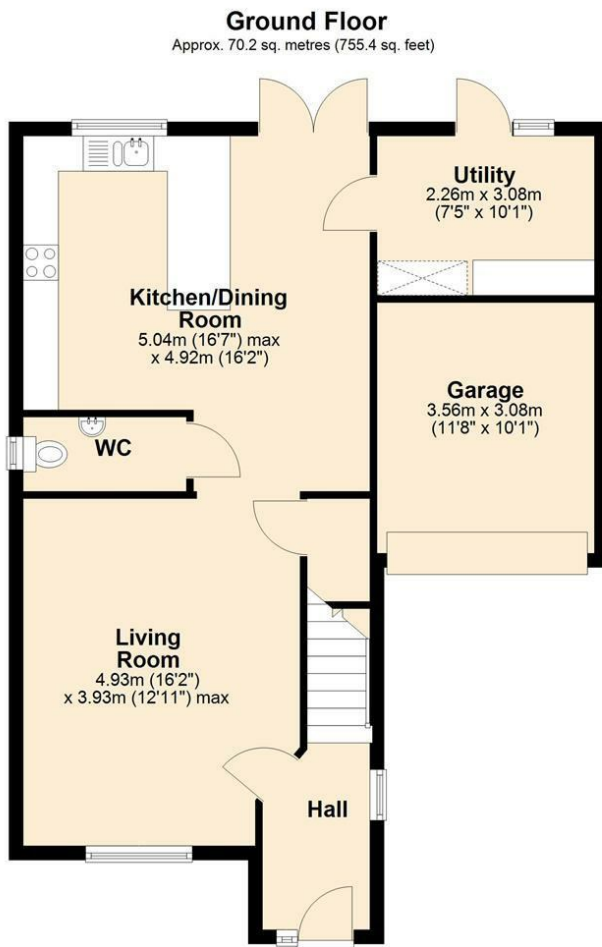 Ground Floor
Approx. 70.2 sq. metres (755.4 sq. feet)
Utility
2.26m x 3.08m
(7'5" x 10'1")
Kitchen/Dining
Room
5.04m (16'7") max
x 4.92m (16'2")
Garage
3.56m x 3.08m
(11'8" x 10'1")
WC
Living
Room
4.93m (16'2")
x 3.93m (12'11") max
Hall